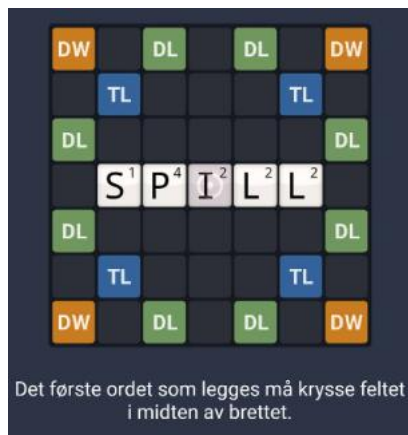 DW DL DL DW
TL TL
DL DL
S1 P4 I2 L2 L2
DL DL
TL TL
DW DL DL DW
Det første ordet som legges må krysse feltet
i midten av brettet.